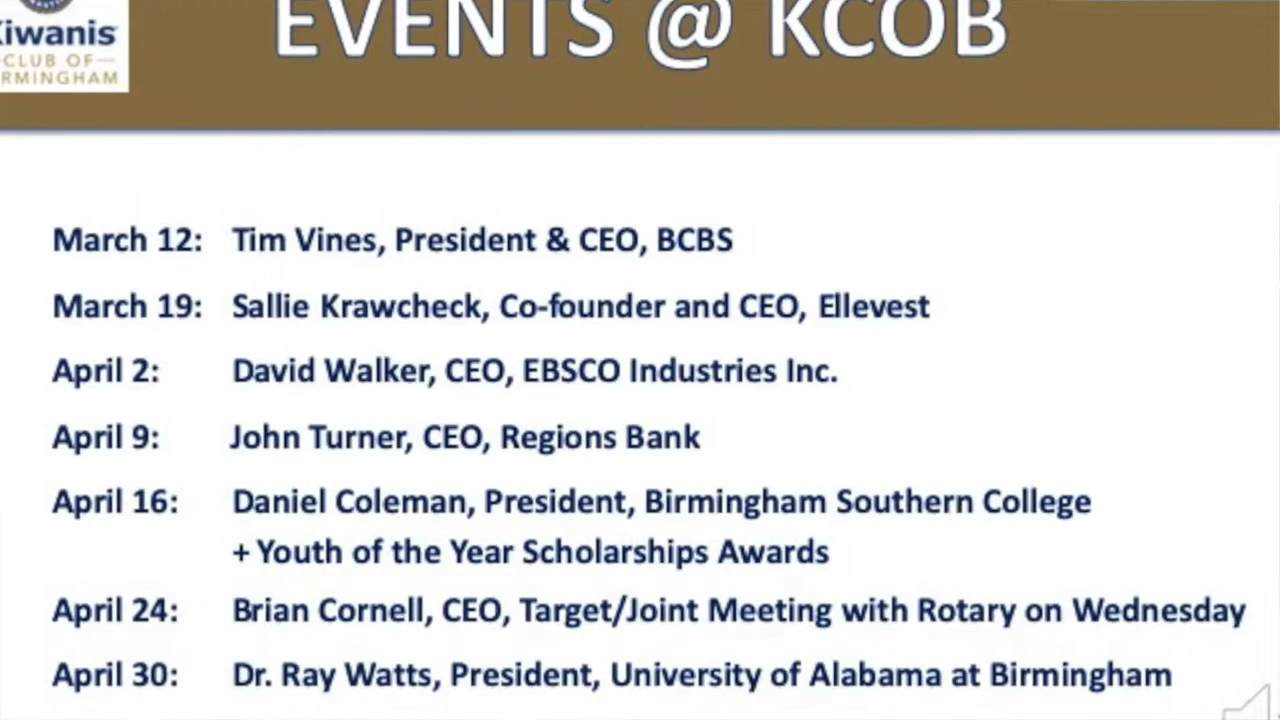 EVENTS @ KCOB
Kiwanis
CLUB OF
RMINGHAM
March 12: Tim Vines, President & CEO, BCBS
March 19: Sallie Krawcheck, Co-founder and CEO, Ellevest
April 2: David Walker, CEO, EBSCO Industries Inc.
April 9: John Turner, CEO, Regions Bank
April 16: Daniel Coleman, President, Birmingham Southern College
+ Youth of the Year Scholarships Awards
April 24: Brian Cornell, CEO, Target/Joint Meeting with Rotary on Wednesday
April 30: Dr. Ray Watts, President, University of Alabama at Birmingham